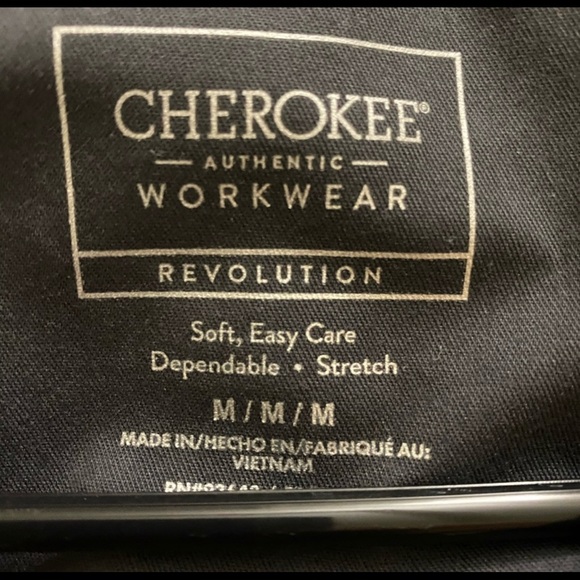 CHEROKEE®
AUTHENTIC
WORKWEAR
REVOLUTION
Soft, Easy Care
Dependable • Stretch
M / M / M
MADE IN/HECHO EN/FABRIQUÉ AU:
VIETNAM